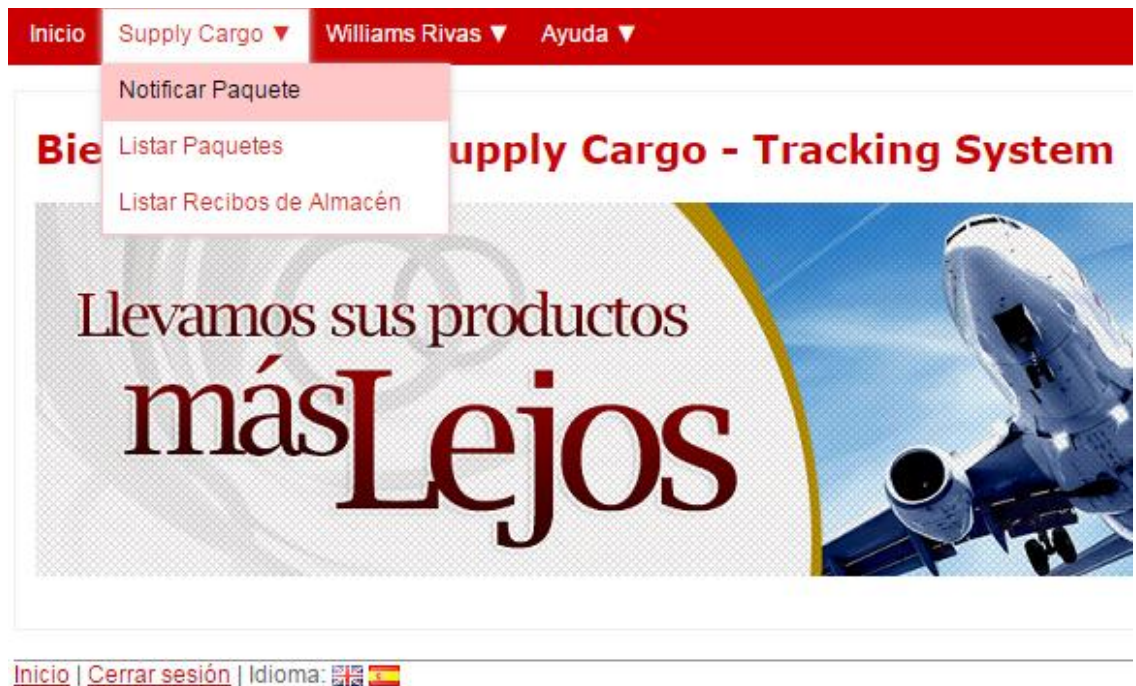 Inicio Supply Cargo ▼ Williams Rivas ▼ Ayuda ▼
Notificar Paquete
Listar Paquetes
Listar Recibos de Almacén
Bie upply Cargo - Tracking System
Llevamos sus productos
más Lejos
Inicio | Cerrar sesión | Idioma: